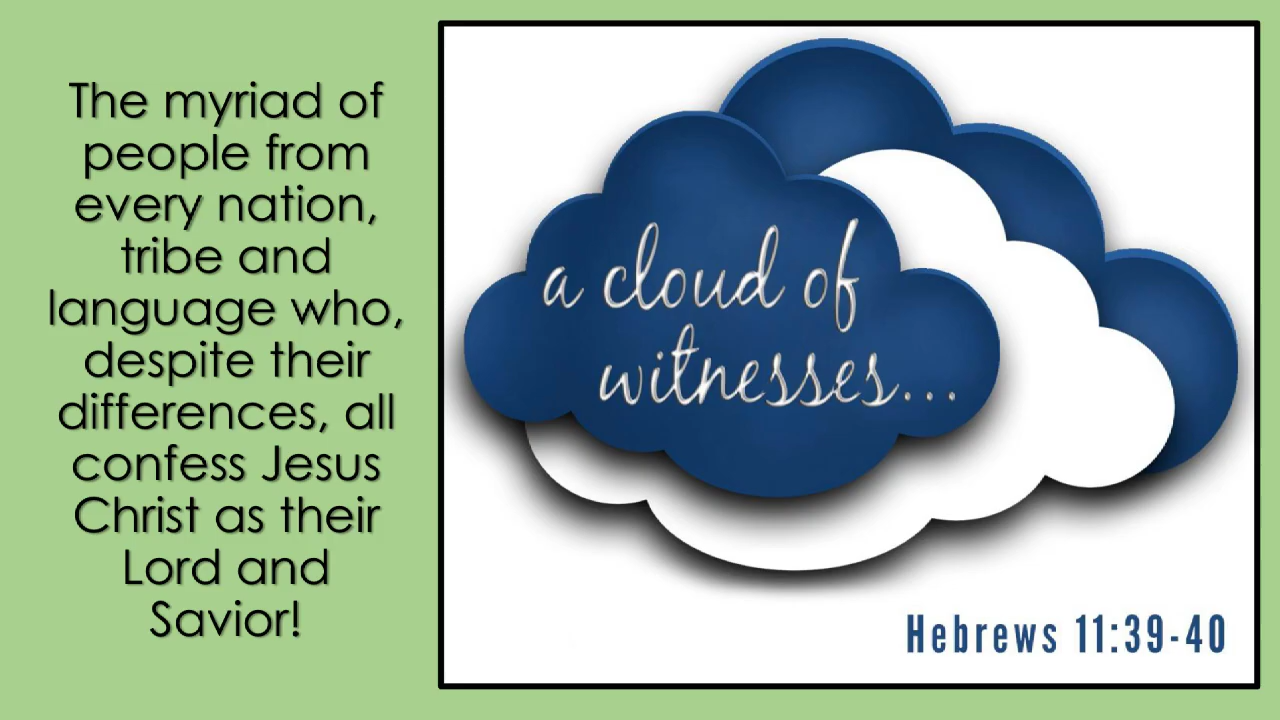 The myriad of
people from
every nation,
tribe and
language who,
despite their
differences, all
confess Jesus
Christ as their
Lord and
Savior!
a cloud of
witnesses...
Hebrews 11:39-40